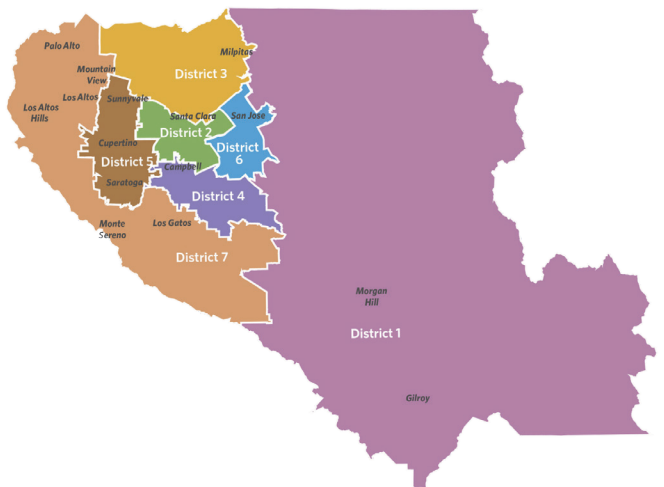 Palo Alto
Milpitas
Mountain
View
District 3
Los Altos
Sunnyvale
Los Altos
Hills
Santa Clara
San Jose
District 2
Cupertino
District
6
District 5
Campbell
Saratoga
District 4
Monte
Sereno
Los Gatos
District 7
Morgan
Hill
District 1
Gilroy